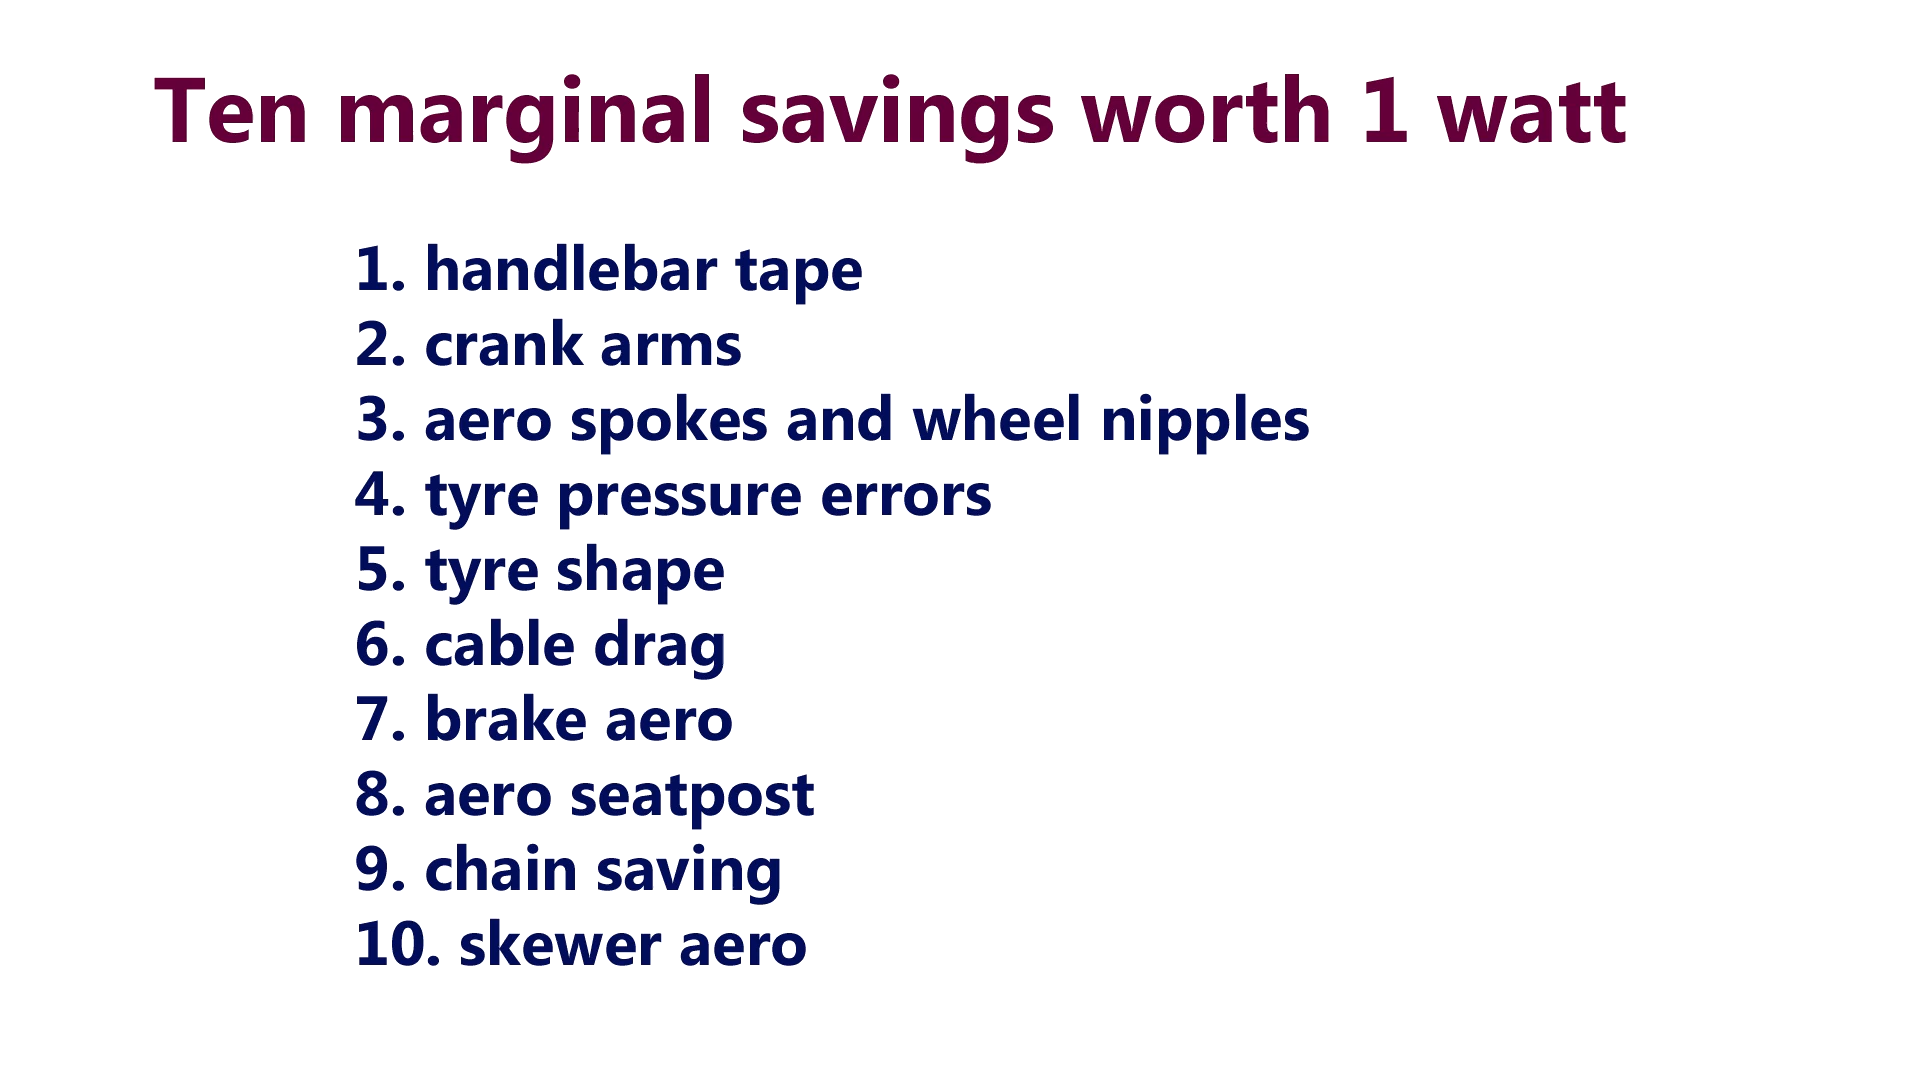 Ten marginal savings worth 1 watt
1. handlebar tape
2. crank arms
3. aero spokes and wheel nipples
4. tyre pressure errors
5. tyre shape
6. cable drag
7. brake aero
8. aero seatpost
9. chain saving
10. skewer aero